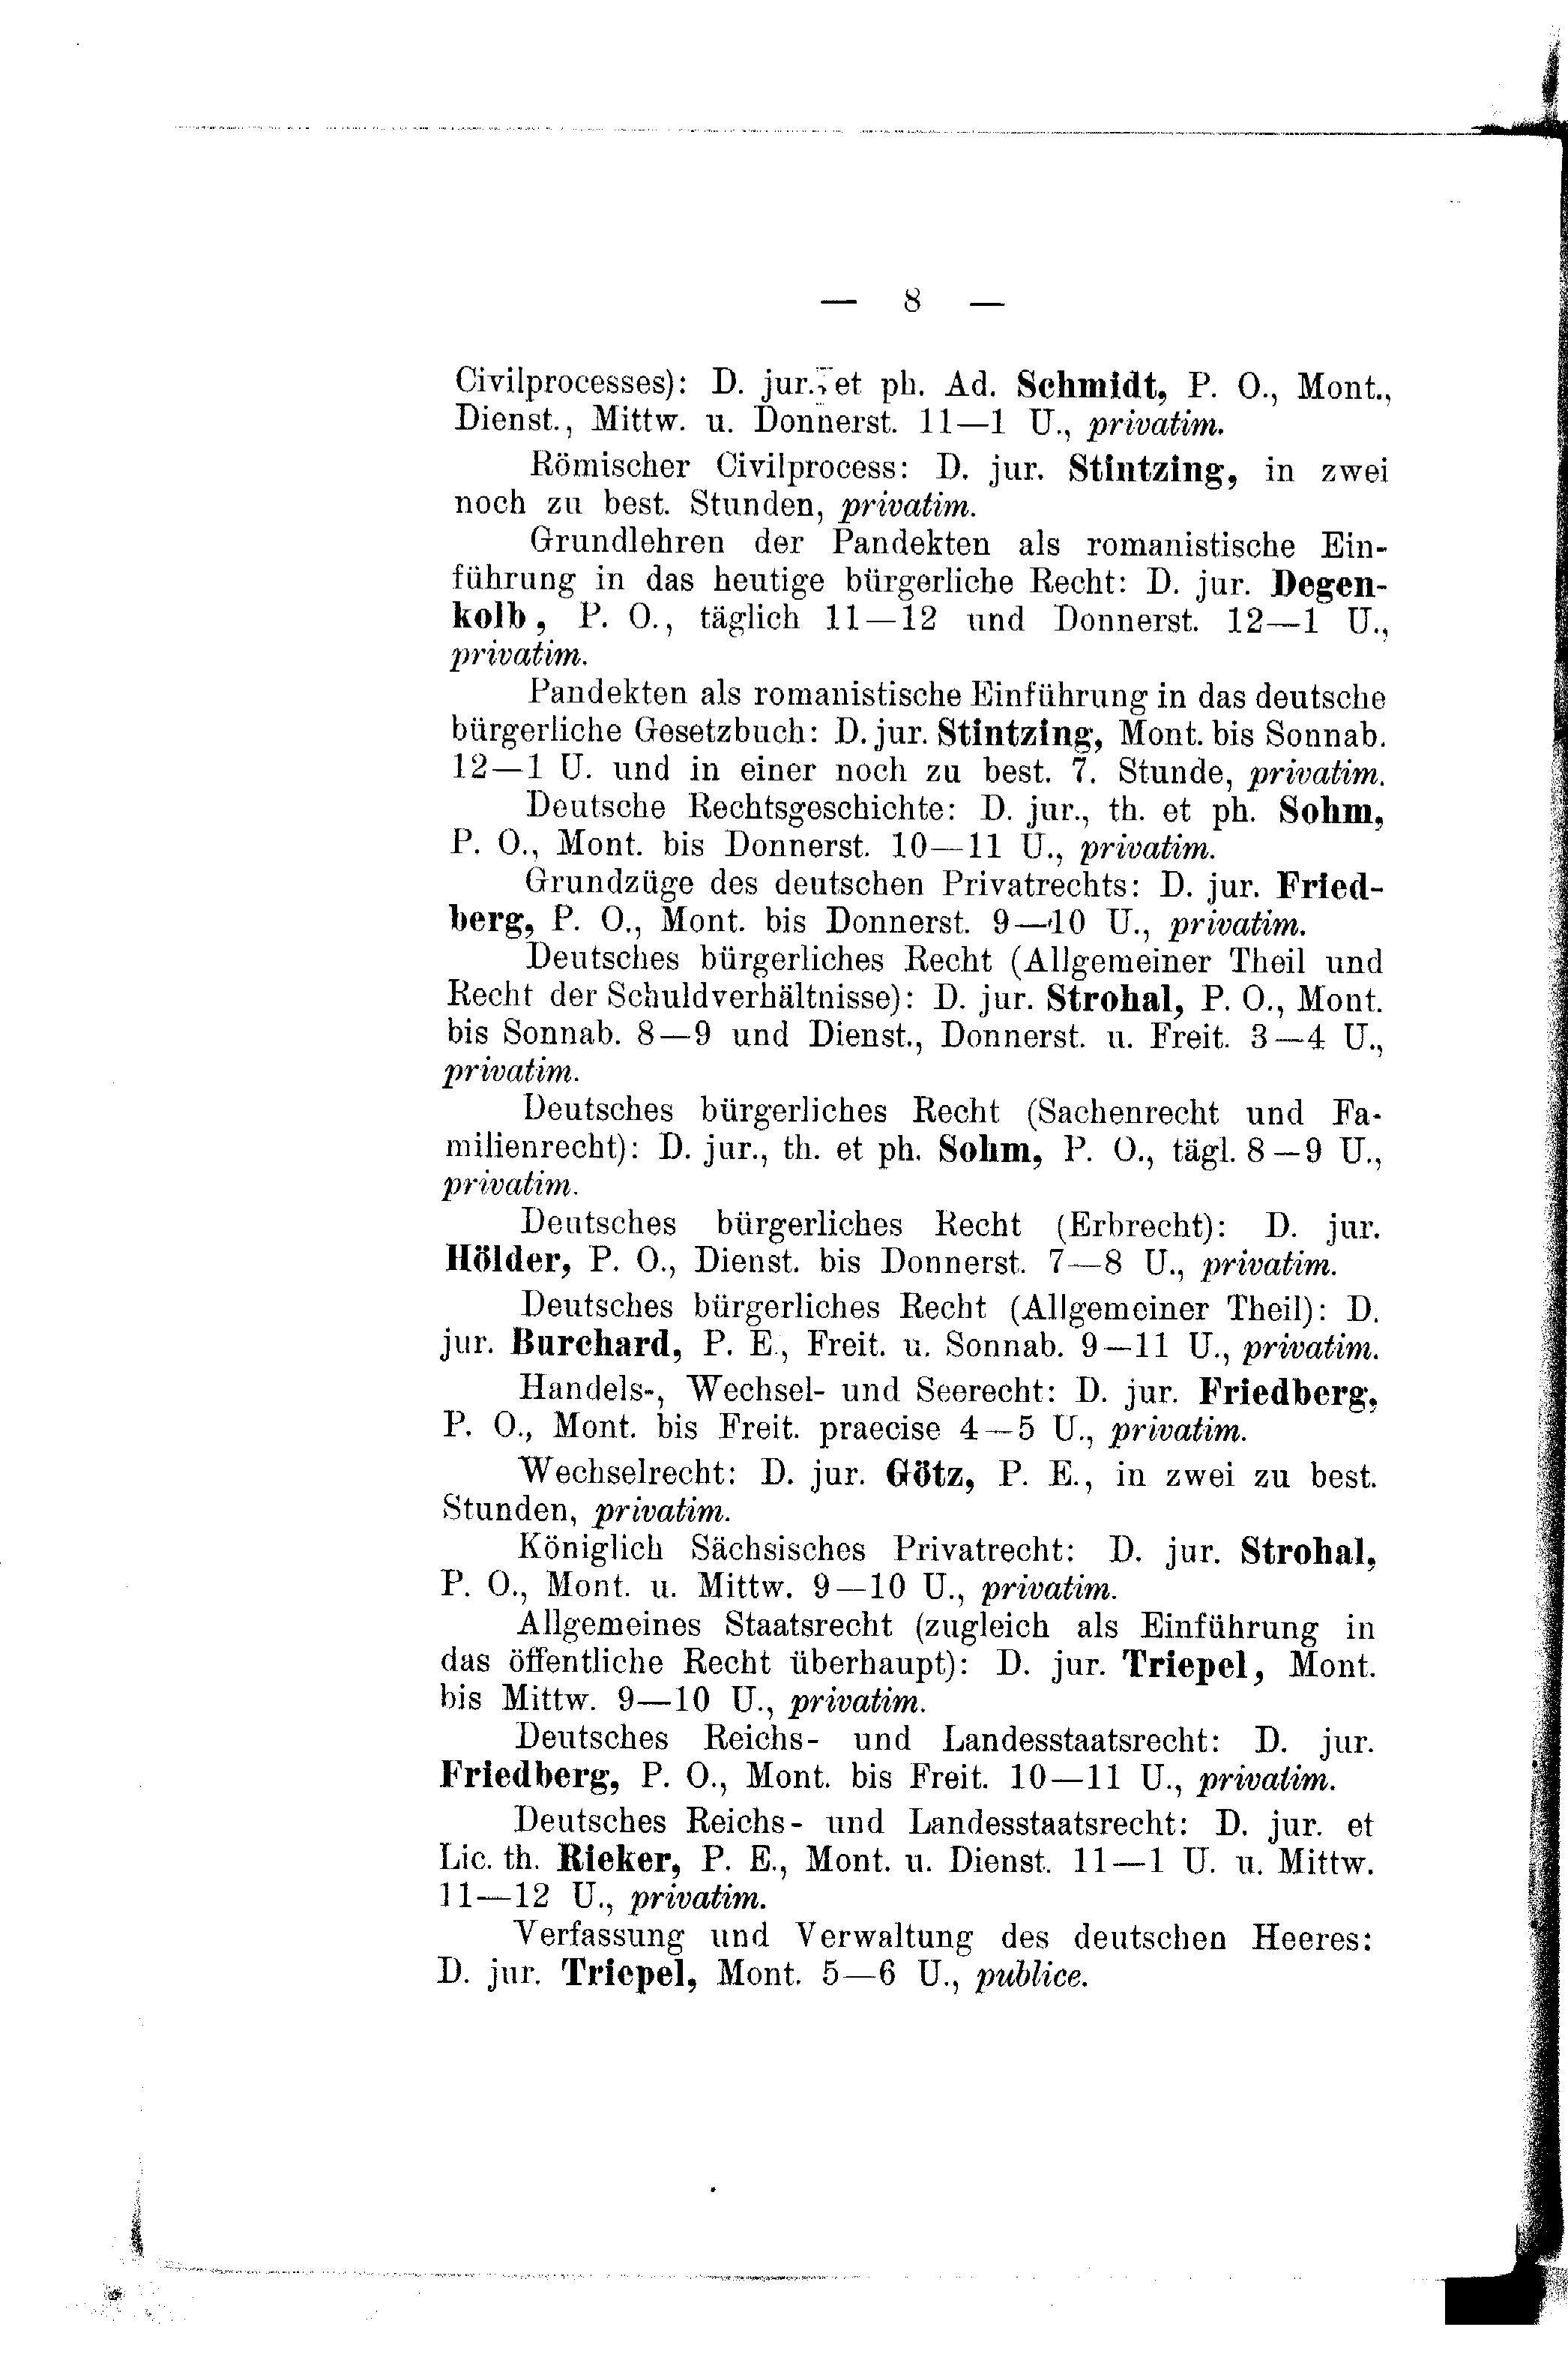 — 8 —
Civilprocesses): D. jur. et ph. Ad. Schmidt, P. O., Mont.,
Dienst., Mittw. u. Donnerst. 11—1 U., privatim.
Römischer Civilprocess: D. jur. Stintzing, in zwei
noch zu best. Stunden, privatim.
Grundlehren der Pandekten als romanistische Ein-
führung in das heutige bürgerliche Recht: D. jur. Degen-
kolb, P. O., täglich 11—12 und Donnerst. 12—1 U.,
privatim.
Pandekten als romanistische Einführung in das deutsche
bürgerliche Gesetzbuch: D. jur. Stintzing, Mont. bis Sonnab.
12—1 U. und in einer noch zu best. 7. Stunde, privatim.
Deutsche Rechtsgeschichte: D. jur., th. et ph. Sohm,
P. O., Mont. bis Donnerst. 10—11 U., privatim.
Grundzüge des deutschen Privatrechts: D. jur. Fried-
berg, P. O., Mont. bis Donnerst. 9—10 U., privatim.
Deutsches bürgerliches Recht (Allgemeiner Theil und
Recht der Schuldverhältnisse): D. jur. Strohal, P. O., Mont.
bis Sonnab. 8—9 und Dienst., Donnerst. u. Freit. 3—4 U.,
privatim.
Deutsches bürgerliches Recht (Sachenrecht und Fa-
milienrecht): D. jur., th. et ph. Sohm, P. O., tägl. 8—9 U.,
privatim.
Deutsches bürgerliches Recht (Erbrecht): D. jur.
Hölder, P. O., Dienst. bis Donnerst. 7—8 U., privatim.
Deutsches bürgerliches Recht (Allgemeiner Theil): D.
jur. Burchard, P. E., Freit. u. Sonnab. 9—11 U., privatim.
Handels-, Wechsel- und Seerecht: D. jur. Friedberg,
P. O., Mont. bis Freit. praecise 4—5 U., privatim.
Wechselrecht: D. jur. Götz, P. E., in zwei zu best.
Stunden, privatim.
Königlich Sächsisches Privatrecht: D. jur. Strohal,
P. O., Mont. u. Mittw. 9—10 U., privatim.
Allgemeines Staatsrecht (zugleich als Einführung in
das öffentliche Recht überhaupt): D. jur. Triepel, Mont.
bis Mittw. 9—10 U., privatim.
Deutsches Reichs- und Landesstaatsrecht: D. jur.
Friedberg, P. O., Mont. bis Freit. 10—11 U., privatim.
Deutsches Reichs- und Landesstaatsrecht: D. jur. et
Lic. th. Rieker, P. E., Mont. u. Dienst. 11—1 U. u. Mittw.
11—12 U., privatim.
Verfassung und Verwaltung des deutschen Heeres:
D. jur. Triepel, Mont. 5—6 U., publice.